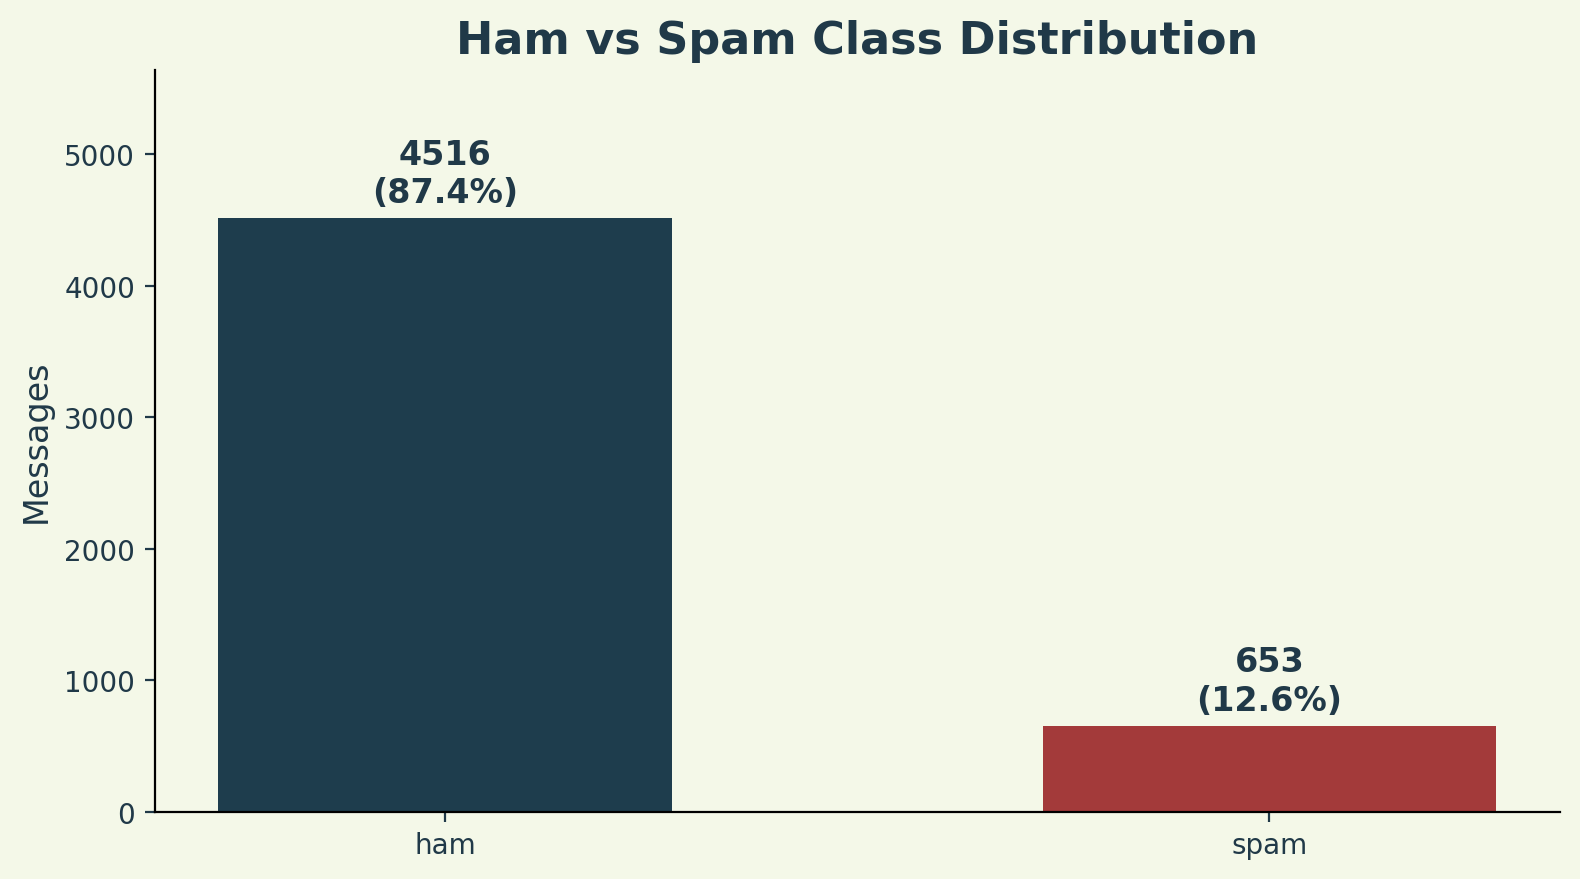 Ham vs Spam Class Distribution
Messages
5000
4000
3000
2000
1000
0
4516
(87.4%)
653
(12.6%)
ham
spam